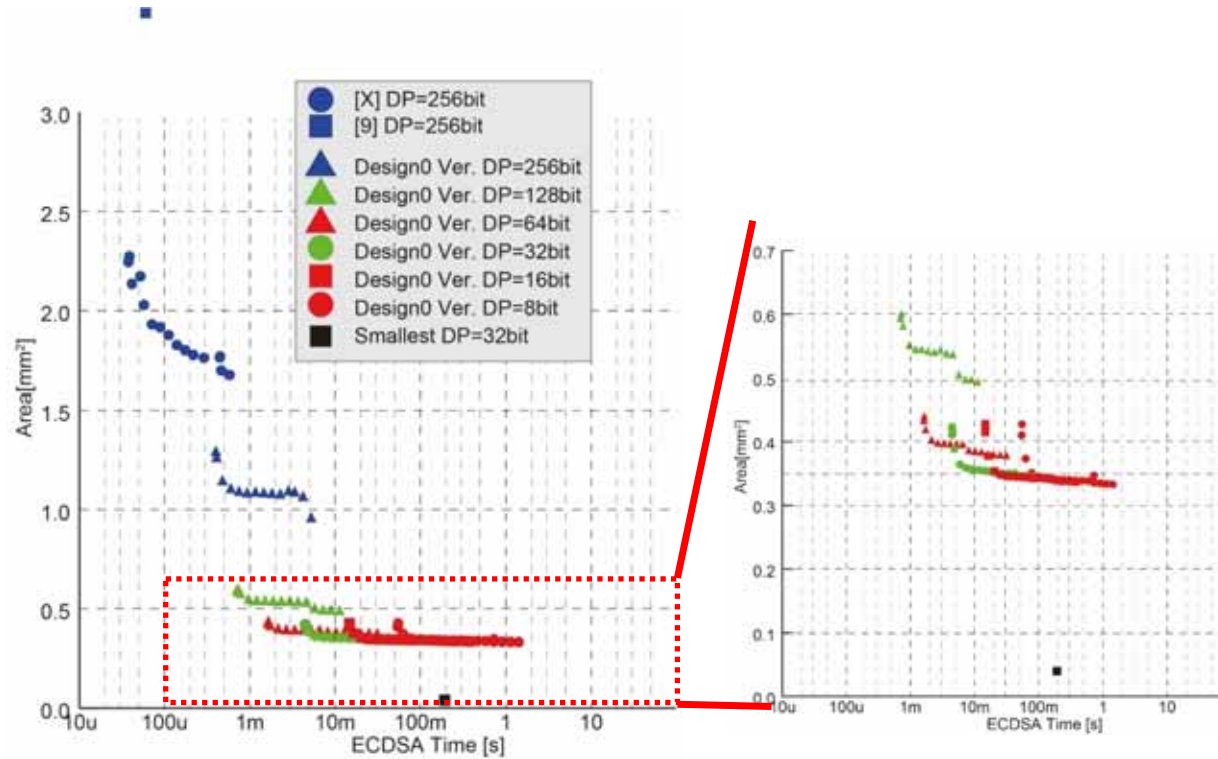 [X] DP=256bit
[9] DP=256bit
Design0 Ver. DP=256bit
Design0 Ver. DP=128bit
Design0 Ver. DP=64bit
Design0 Ver. DP=32bit
Design0 Ver. DP=16bit
Design0 Ver. DP=8bit
Smallest DP=32bit
Area[mm²]
3.0
2.5
2.0
1.5
1.0
0.5
0.0
10u 100u 1m 10m 100m 1 10
ECDSA Time [s]
Area[mm²]
0.7
0.6
0.5
0.4
0.3
0.2
0.1
0.0
10u 100u 1m 10m 100m 1 10
ECDSA Time [s]